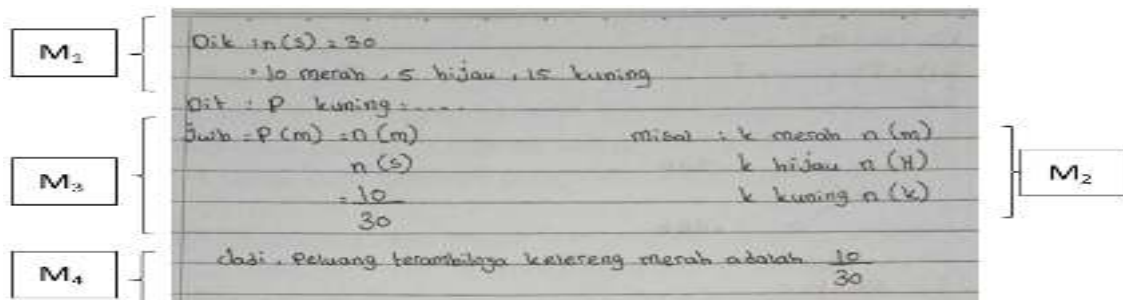 M₁
Dik : n(s) = 30
= 10 merah, 5 hijau, 15 kuning
Dit : P kuning = ....
M₃
Jwb = P(m) = n(m)
n(s)
= 10
30
misal : k merah n(m)
k hijau n(H)
k kuning n(k)
M₂
M₄
Jadi, Peluang terambilnya kelereng merah adalah 10
30